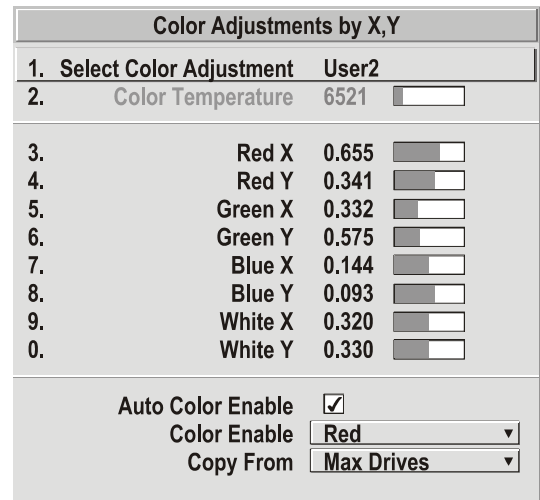 Color Adjustments by X,Y
1. Select Color Adjustment User2
2. Color Temperature 6521
3. Red X 0.655
4. Red Y 0.341
5. Green X 0.332
6. Green Y 0.575
7. Blue X 0.144
8. Blue Y 0.093
9. White X 0.320
0. White Y 0.330
Auto Color Enable
Color Enable Red
Copy From Max Drives